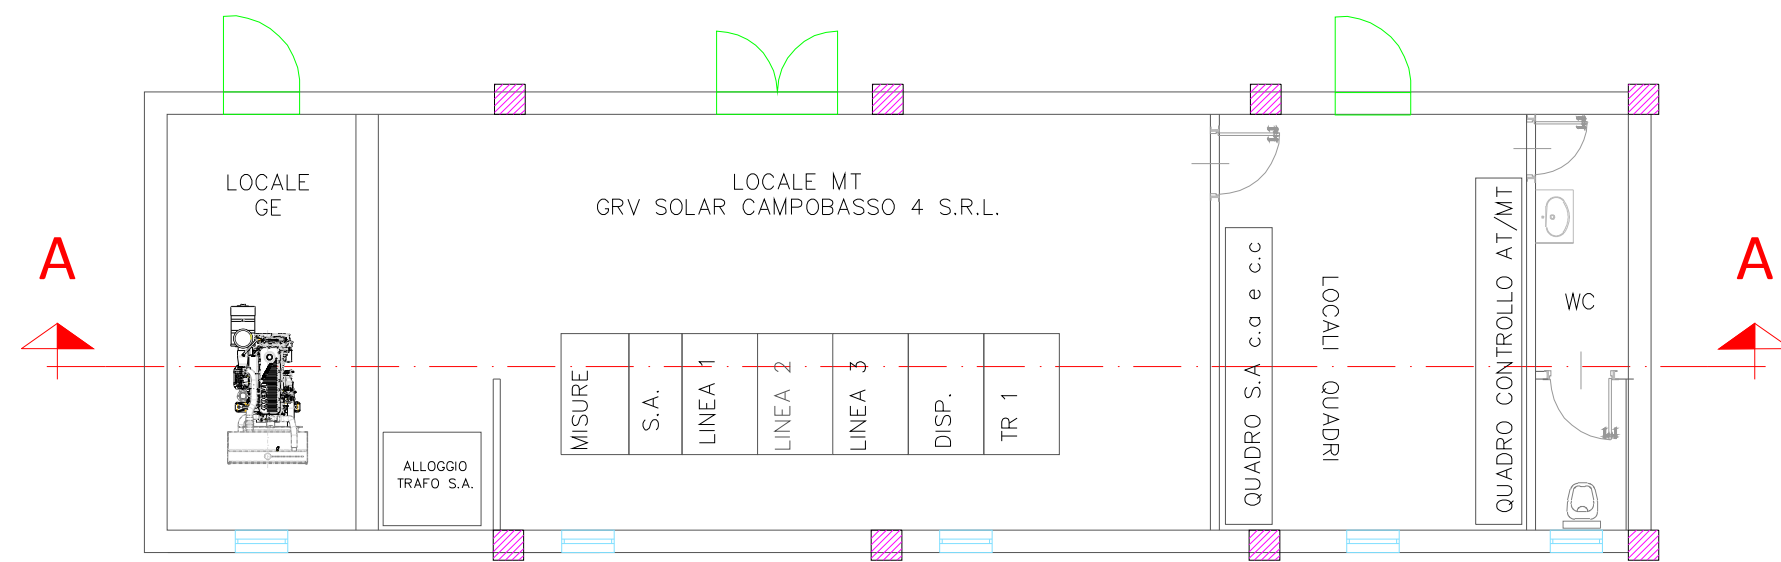 LOCALE
GE
LOCALE MT
GRV SOLAR CAMPOBASSO 4 S.R.L.
A
A
WC
MISURE
S.A.
LINEA 1
LINEA 2
LINEA 3
DISP.
TR 1
QUADRO S.A c.a e c.c
LOCALI QUADRI
QUADRO CONTROLLO AT/MT
ALLOGGIO
TRAFO S.A.